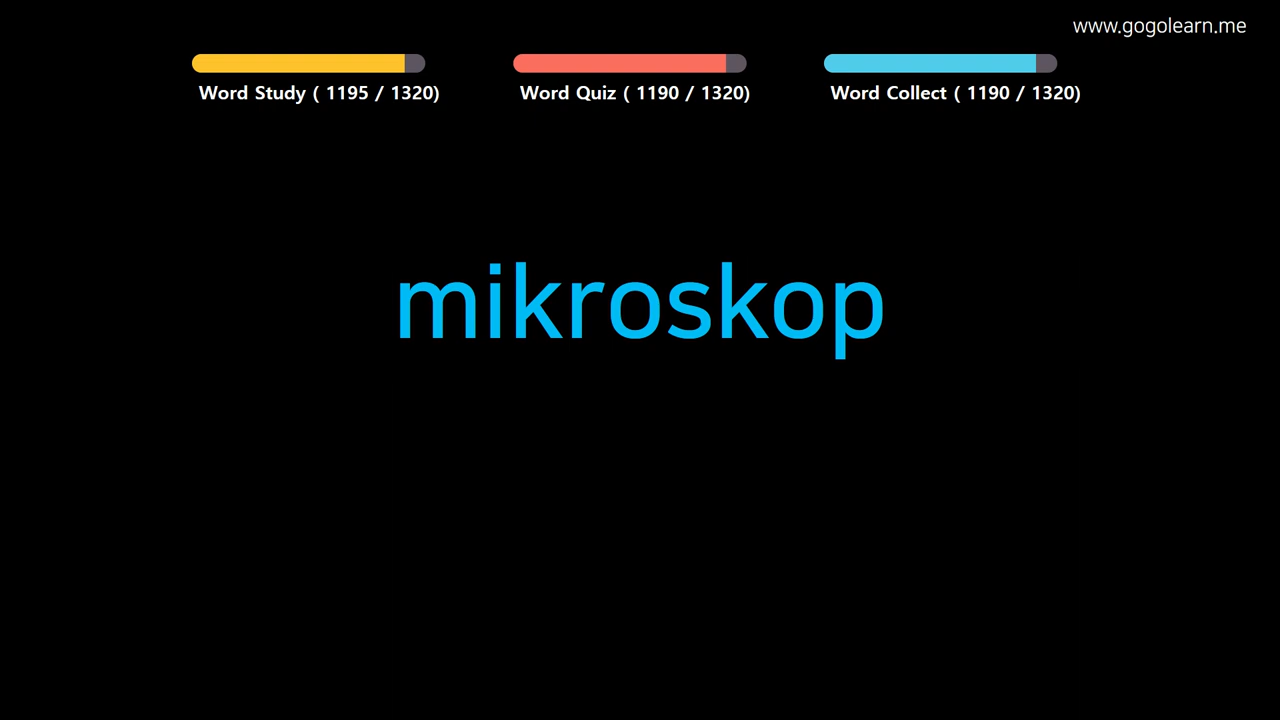 www.gogolearn.me
Word Study ( 1195 / 1320)
Word Quiz ( 1190 / 1320)
Word Collect ( 1190 / 1320)
mikroskop